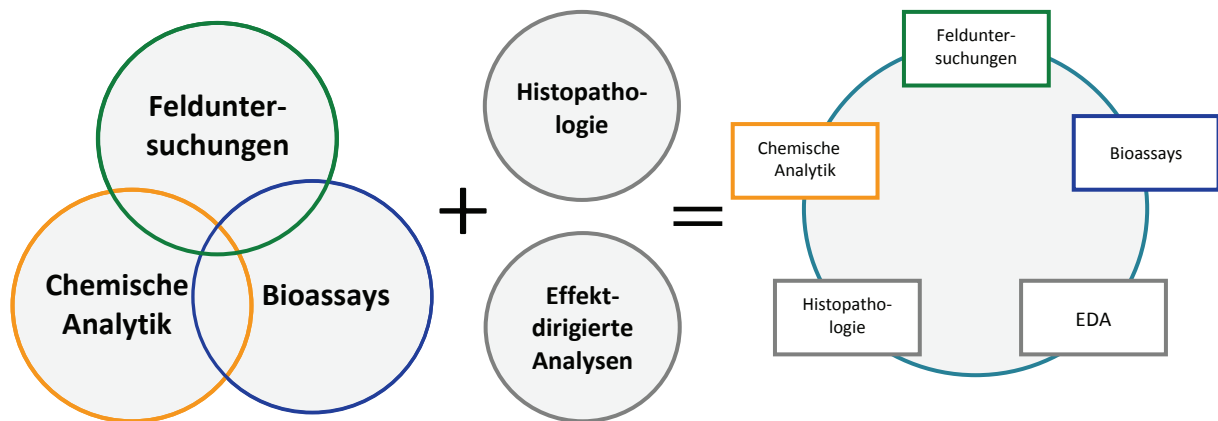 Feldunter-
suchungen
Chemische
Analytik
Bioassays
+
Histopatho-
logie
Effekt-
dirigierte
Analysen
=
Feldunter-
suchungen
Chemische
Analytik
Bioassays
Histopatho-
logie
EDA